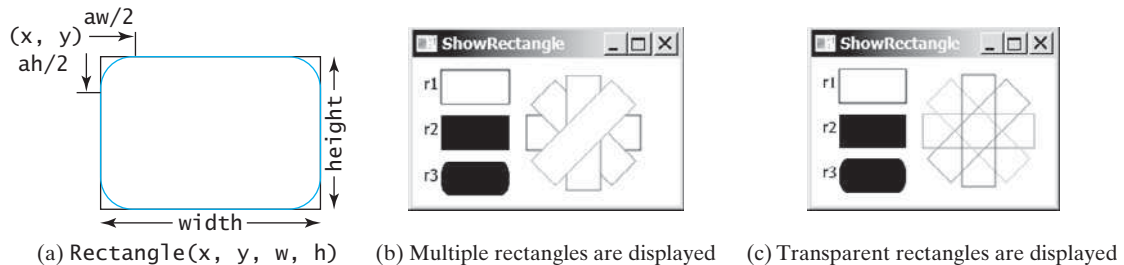 aw/2
(x, y)
ah/2
height
width
(a) Rectangle(x, y, w, h)
ShowRectangle
r1
r2
r3
(b) Multiple rectangles are displayed
ShowRectangle
r1
r2
r3
(c) Transparent rectangles are displayed